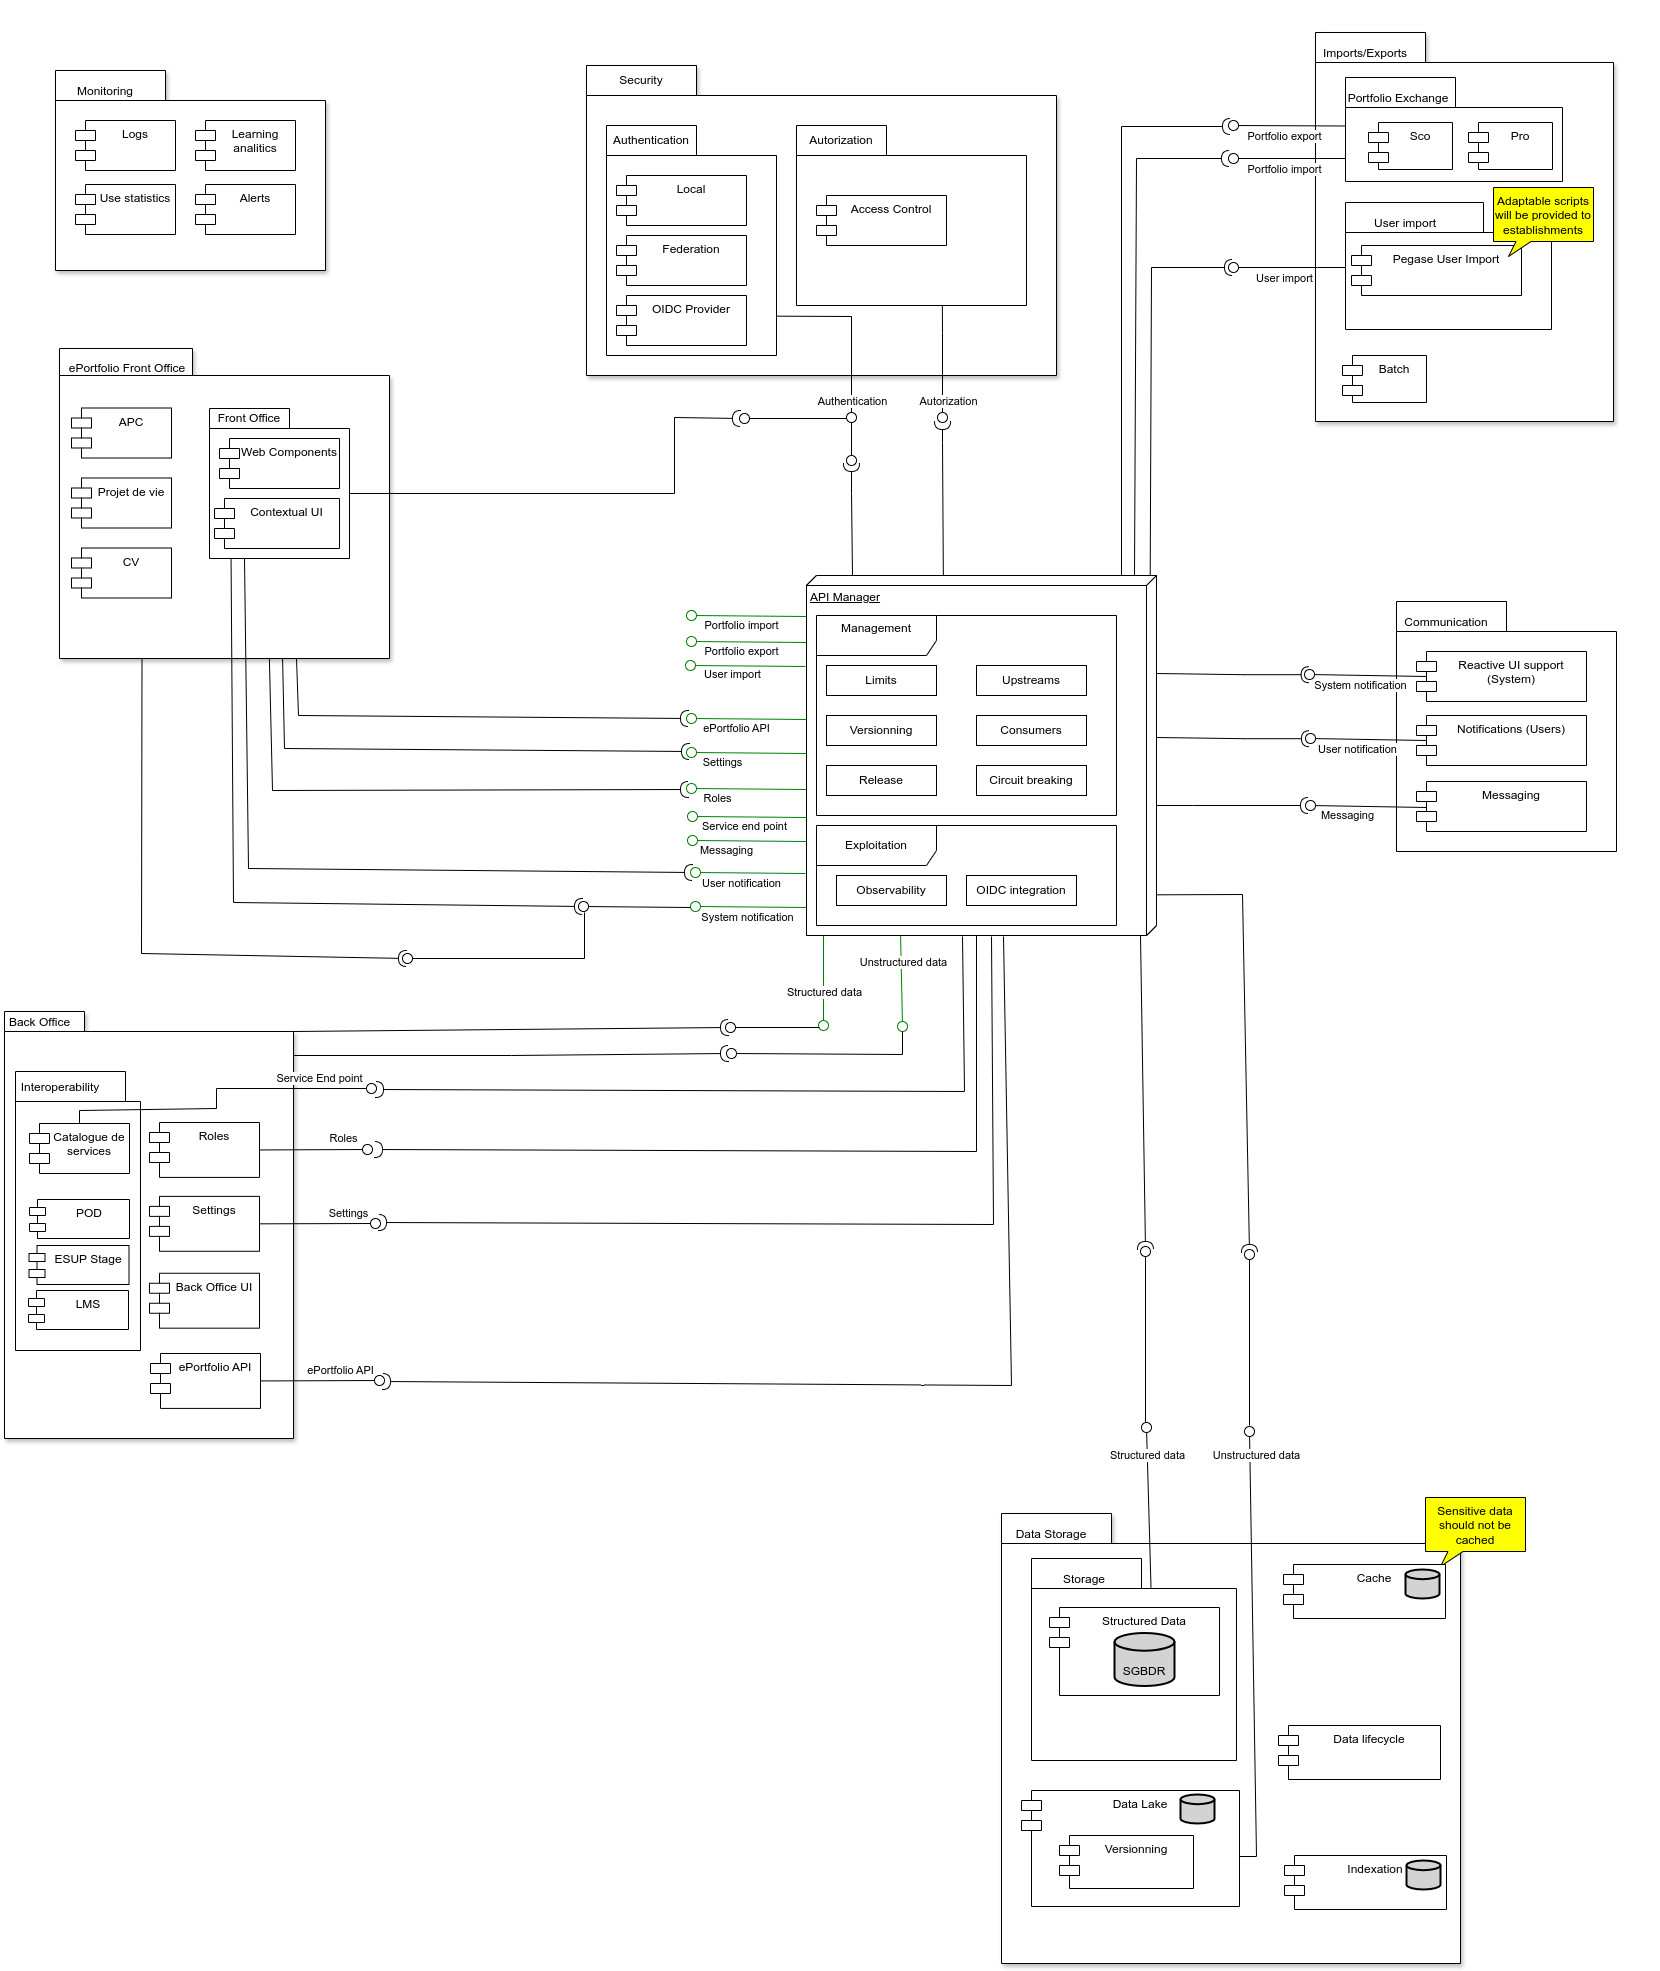 Imports/Exports
Portfolio Exchange
Sco
Pro
Portfolio export
Portfolio import
Adaptable scripts
will be provided to
establishments
User import
Pegase User Import
User import
Batch
Monitoring
Logs
Learning
analitics
Use statistics
Alerts
Security
Authentication
Local
Federation
OIDC Provider
Autorization
Access Control
Authentication
Autorization
ePortfolio Front Office
APC
Projet de vie
CV
Front Office
Web Components
Contextual UI
API Manager
Management
Limits
Upstreams
Versionning
Consumers
Release
Circuit breaking
Exploitation
Observability
OIDC integration
Portfolio import
Portfolio export
User import
ePortfolio API
Settings
Roles
Service end point
Messaging
User notification
System notification
Communication
Reactive UI support
(System)
System notification
Notifications (Users)
User notification
Messaging
Messaging
Unstructured data
Structured data
Back Office
Interoperability
Catalogue de
services
POD
ESUP Stage
LMS
Roles
Settings
Back Office UI
ePortfolio API
Service End point
Roles
Settings
ePortfolio API
Structured data
Unstructured data
Data Storage
Sensitive data
should not be
cached
Storage
Structured Data
SGBDR
Cache
Data lifecycle
Data Lake
Versionning
Indexation